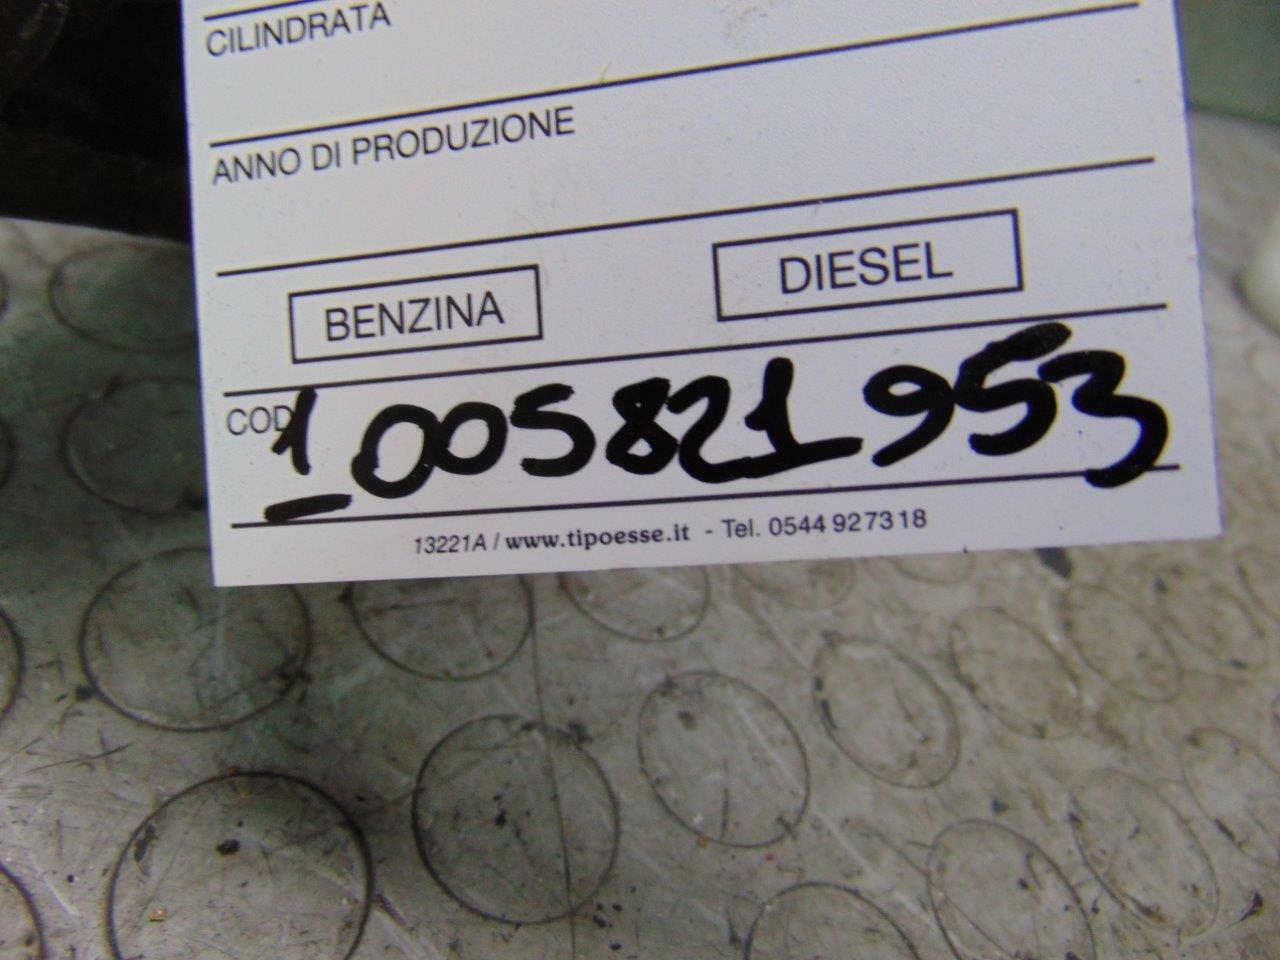 CILINDRATA
ANNO DI PRODUZIONE
BENZINA DIESEL
COD 1005821953
13221A / www.tipoesse.it - Tel. 0544 927318